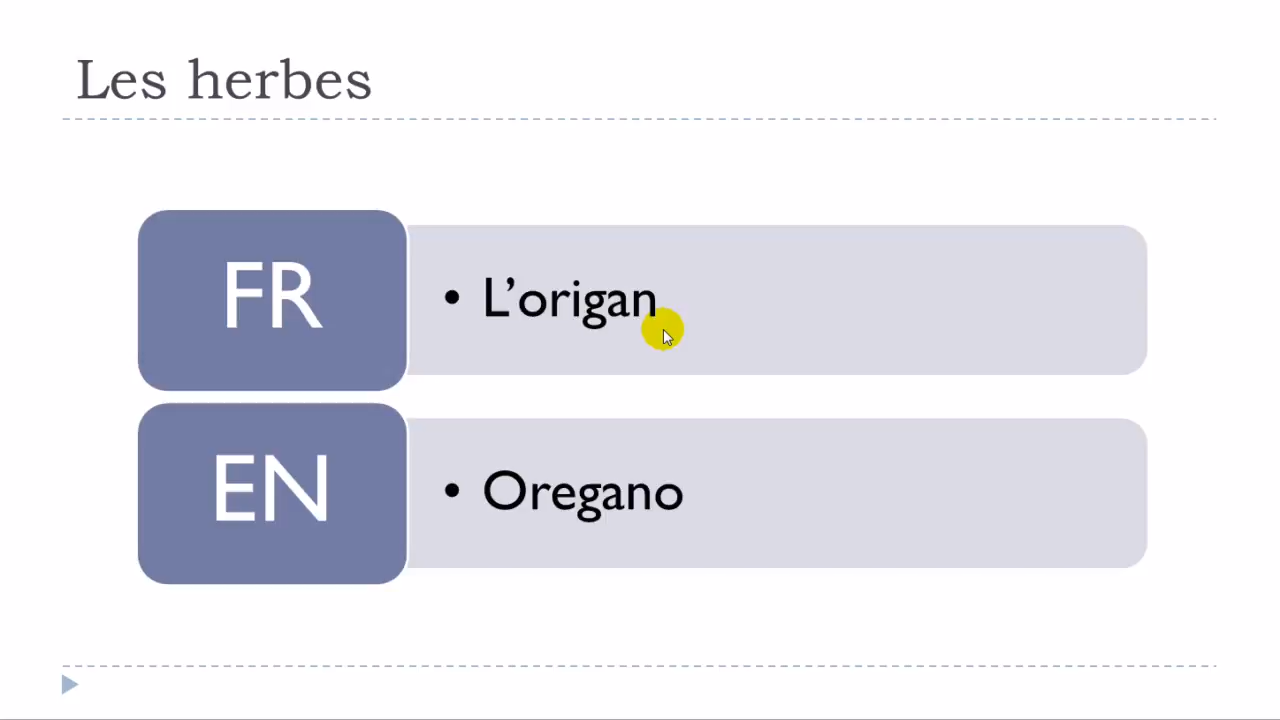 Les herbes
FR
• L’origan
EN
• Oregano